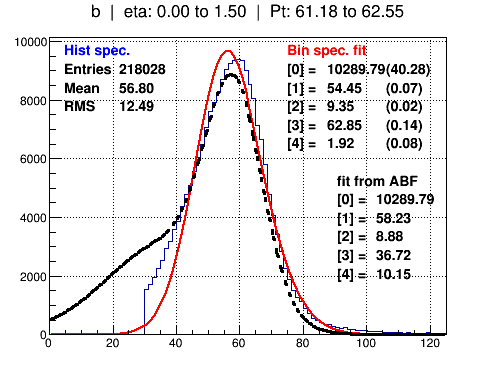 b | eta: 0.00 to 1.50 | Pt: 61.18 to 62.55
Hist spec.
Entries 218028
Mean 56.80
RMS 12.49
Bin spec. fit
[0] = 10289.79(40.28)
[1] = 54.45 (0.07)
[2] = 9.35 (0.02)
[3] = 62.85 (0.14)
[4] = 1.92 (0.08)
fit from ABF
[0] = 10289.79
[1] = 58.23
[2] = 8.88
[3] = 36.72
[4] = 10.15
10000
8000
6000
4000
2000
0
0 20 40 60 80 100 120